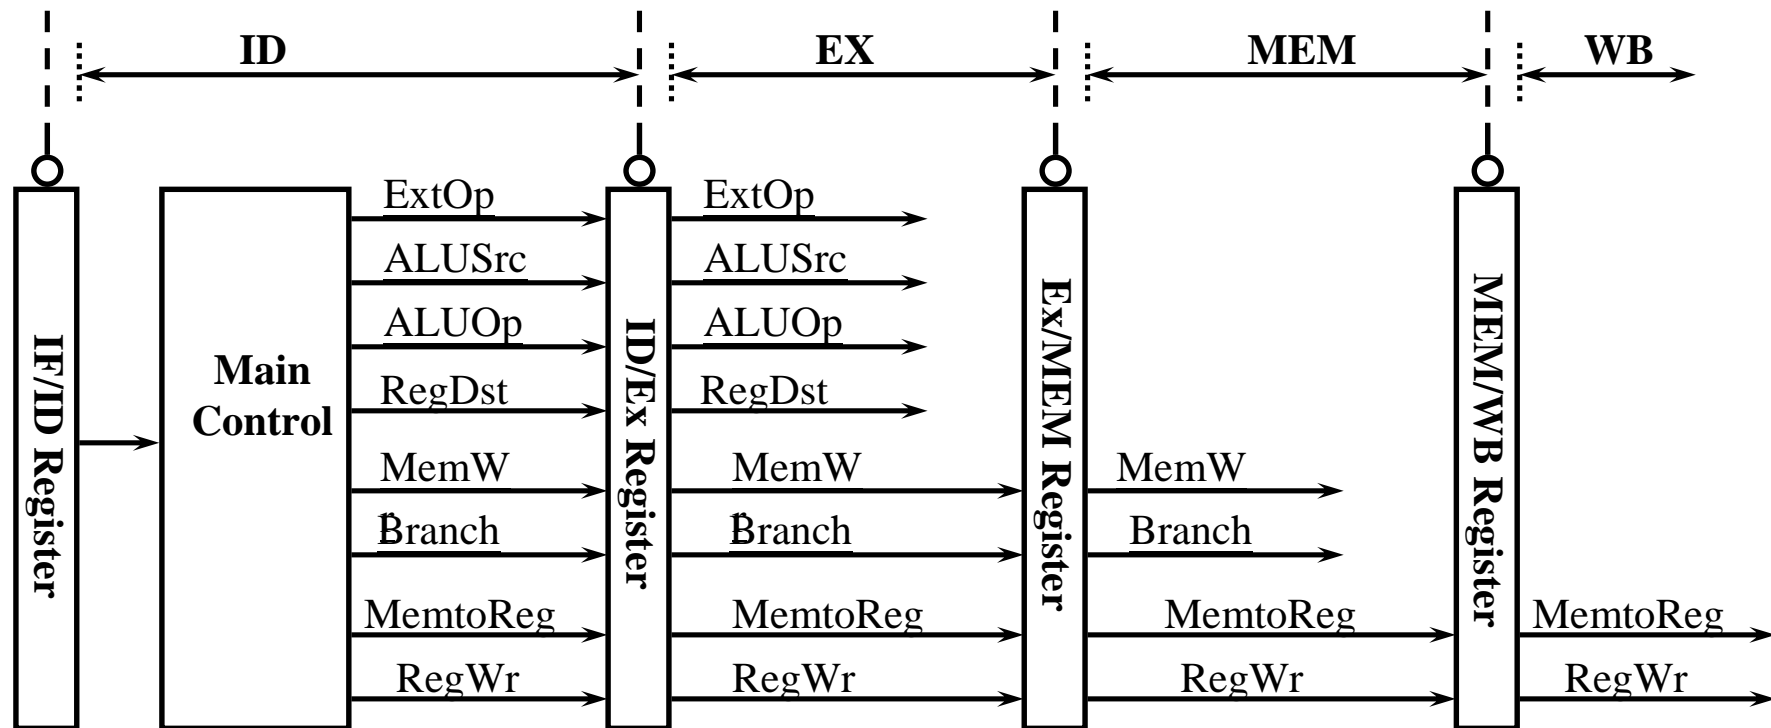 ID
EX
MEM
WB
IF/ID Register
Main
Control
ExtOp
ALUSrc
ALUOp
RegDst
MemW
r
Branch
MemtoReg
RegWr
ID/Ex Register
ExtOp
ALUSrc
ALUOp
RegDst
MemW
r
Branch
MemtoReg
RegWr
Ex/MEM Register
MemW
Branch
MemtoReg
RegWr
MEM/WB Register
MemtoReg
RegWr